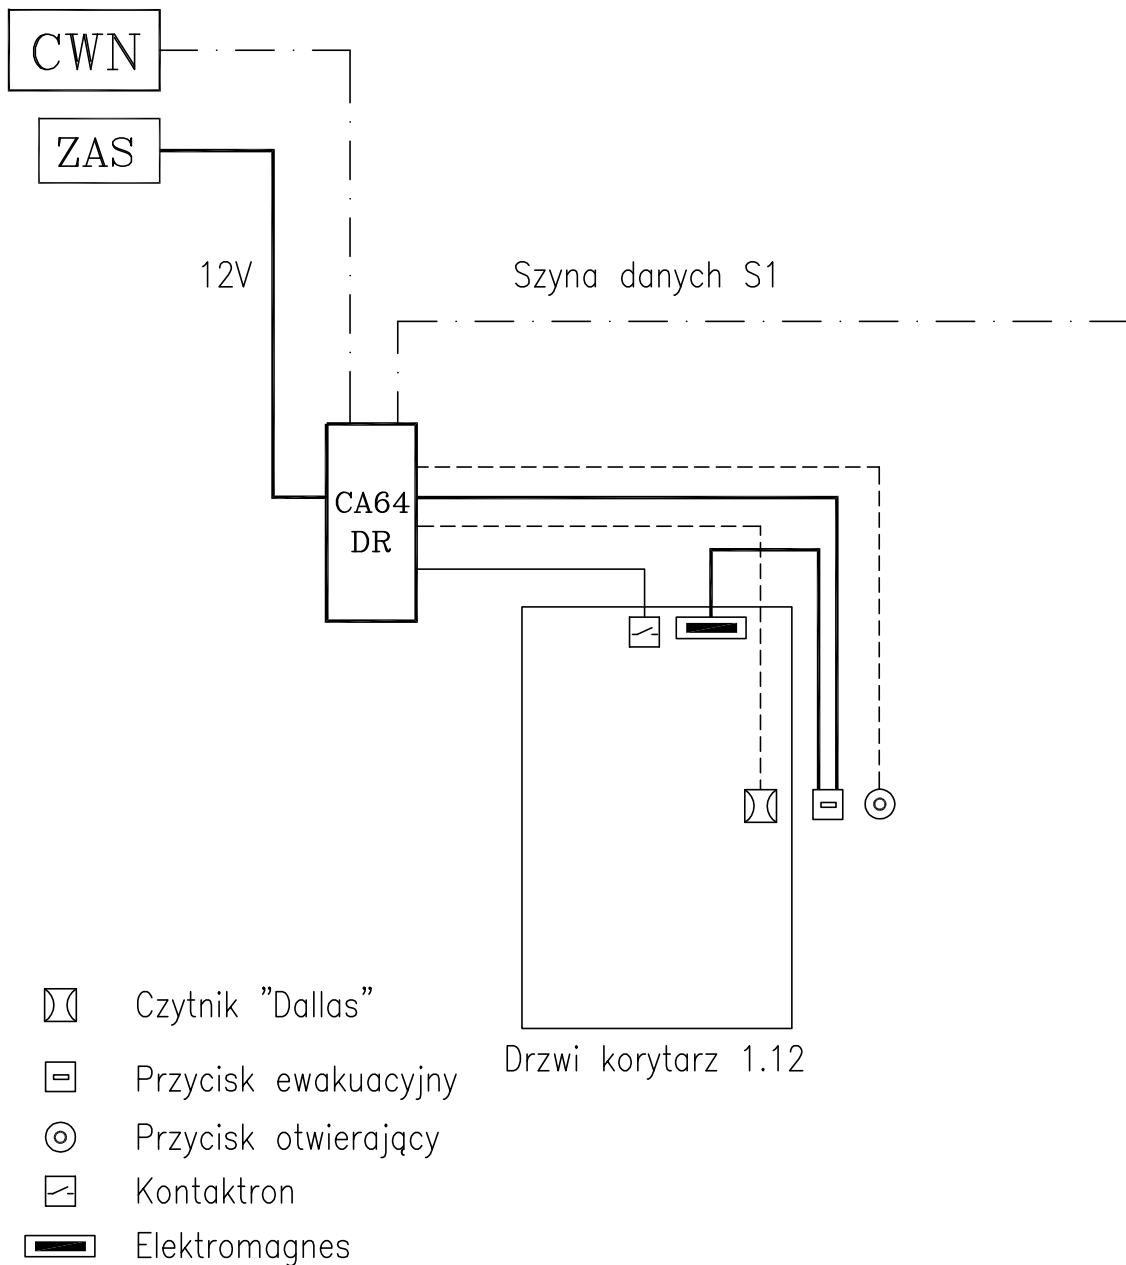 CWN
ZAS
12V
Szyna danych S1
CA64
DR
Czytnik ”Dallas”
Drzwi korytarz 1.12
Przycisk ewakuacyjny
Przycisk otwierający
Kontaktron
Elektromagnes